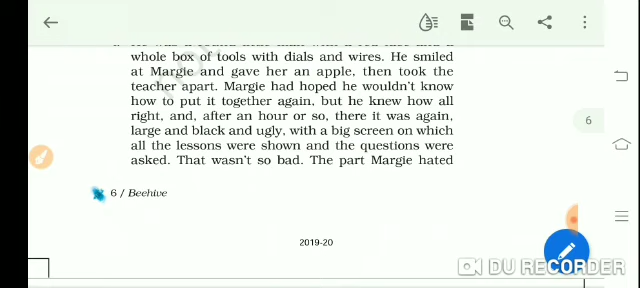 whole box of tools with dials and wires. He smiled
at Margie and gave her an apple, then took the
teacher apart. Margie had hoped he wouldn't know
how to put it together again, but he knew how all
right, and, after an hour or so, there it was again,
large and black and ugly, with a big screen on which
all the lessons were shown and the questions were
asked. That wasn't so bad. The part Margie hated
6
6 / Beehive
2019-20
DU RECORDER